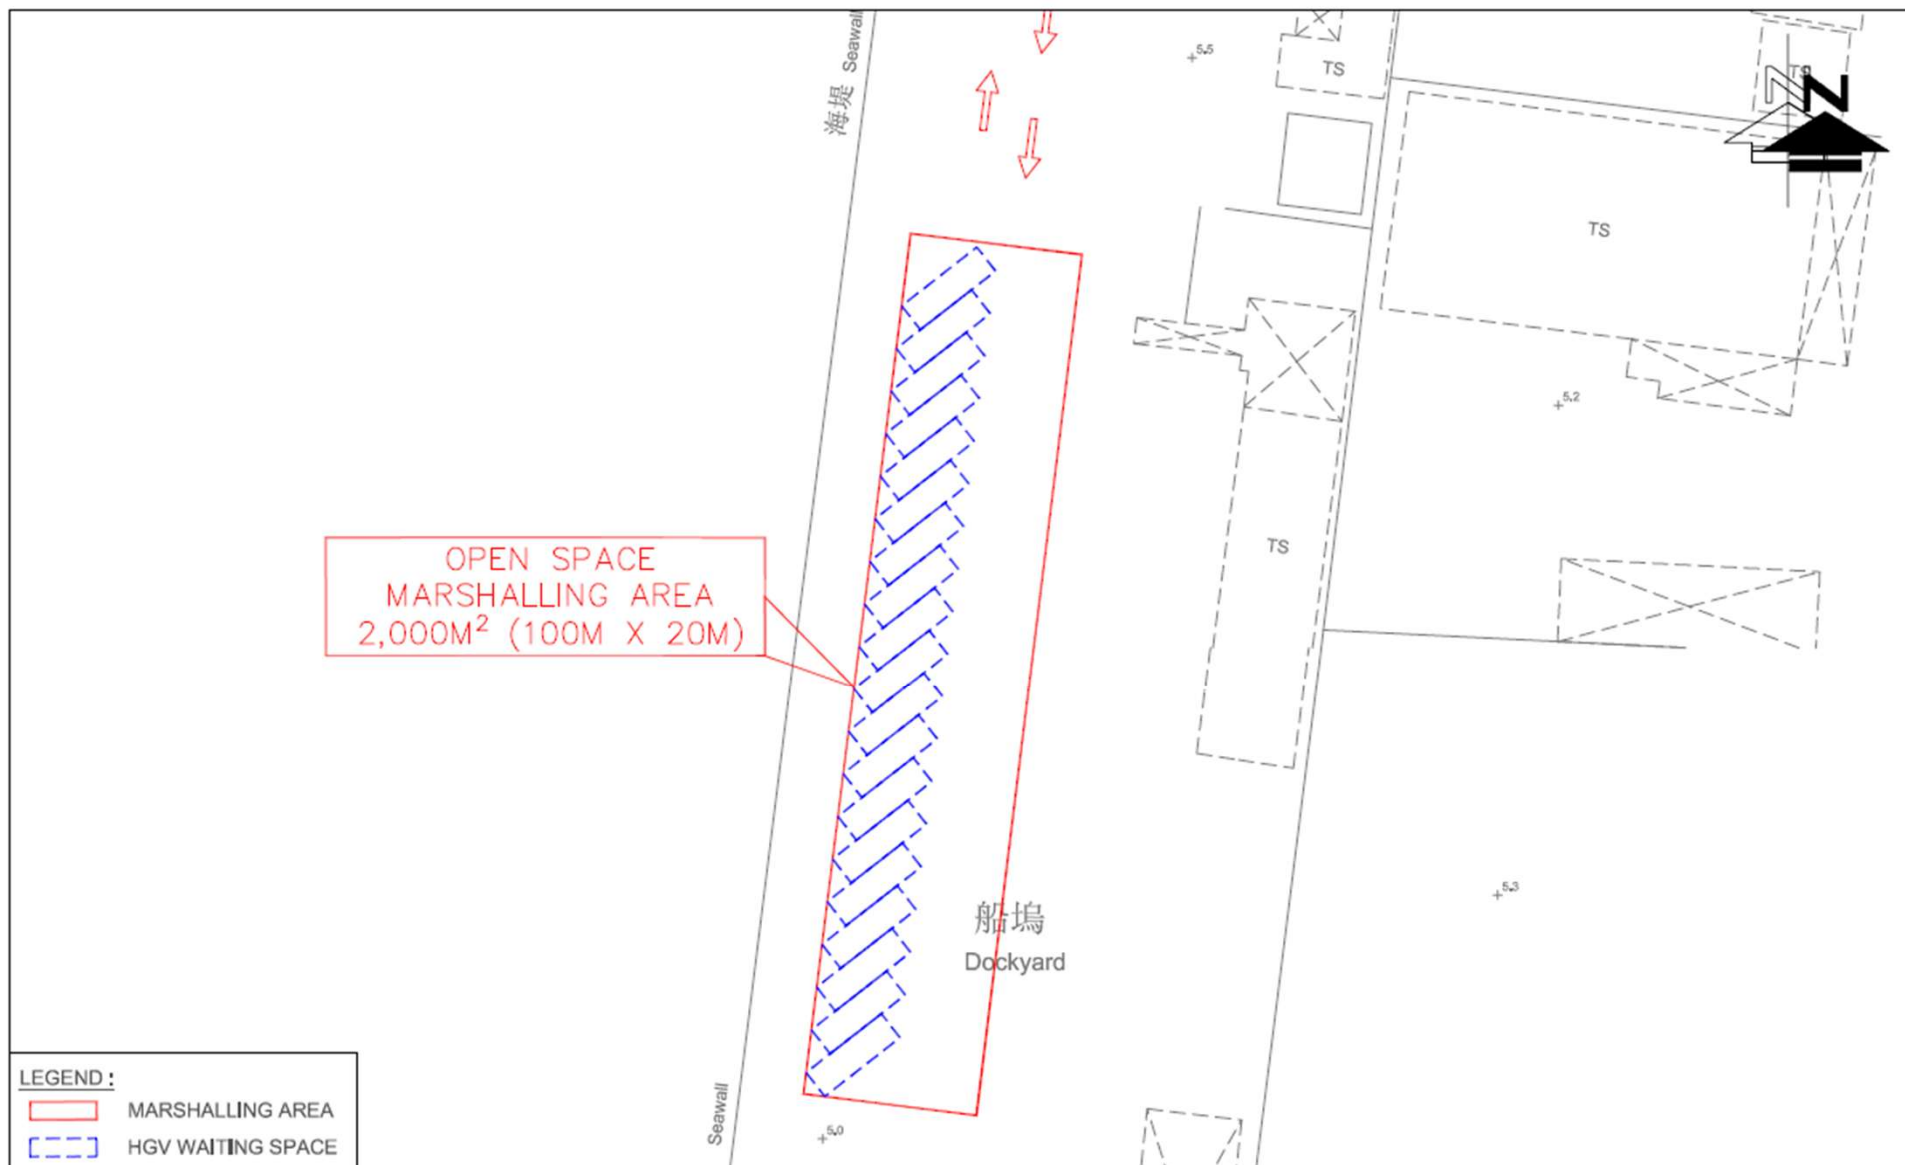 海堤 Seawall
5.5
TS
TS
N
N
TS
5.2
OPEN SPACE
MARSHALLING AREA
2,000M² (100M X 20M)
TS
5.3
船塢
Dockyard
LEGEND :
MARSHALLING AREA
HGV WAITING SPACE
Seawall
5.0